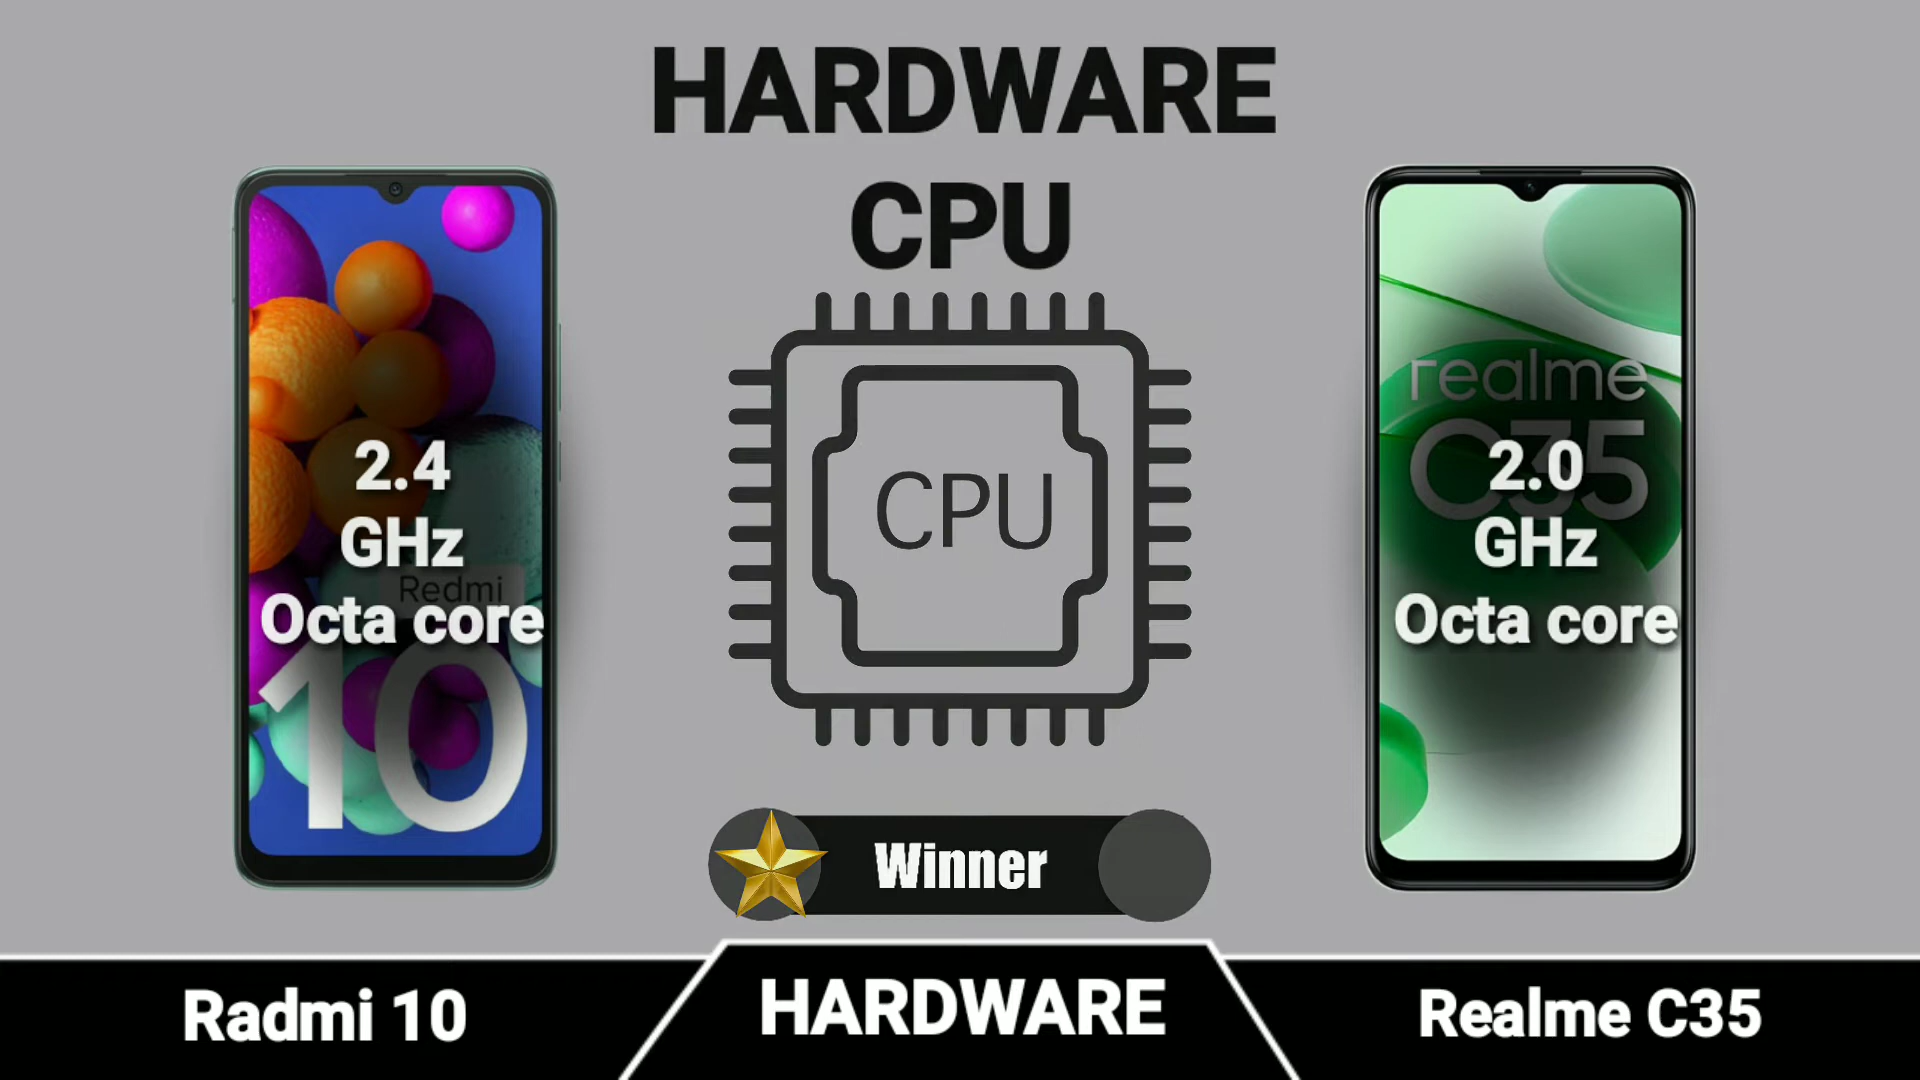 HARDWARE
CPU
2.4
GHz
Redmi
Octa core
10
CPU
realme
C35
2.0
GHz
Octa core
Winner
Radmi 10
HARDWARE
Realme C35